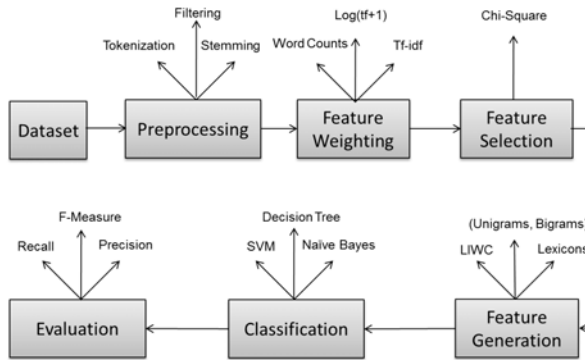 Filtering
Tokenization
Stemming
Log(tf+1)
Word Counts
Tf-idf
Chi-Square
Dataset
Preprocessing
Feature
Weighting
Feature
Selection
F-Measure
Recall
Precision
Decision Tree
SVM
Naïve Bayes
(Unigrams, Bigrams)
LIWC
Lexicons
Evaluation
Classification
Feature
Generation